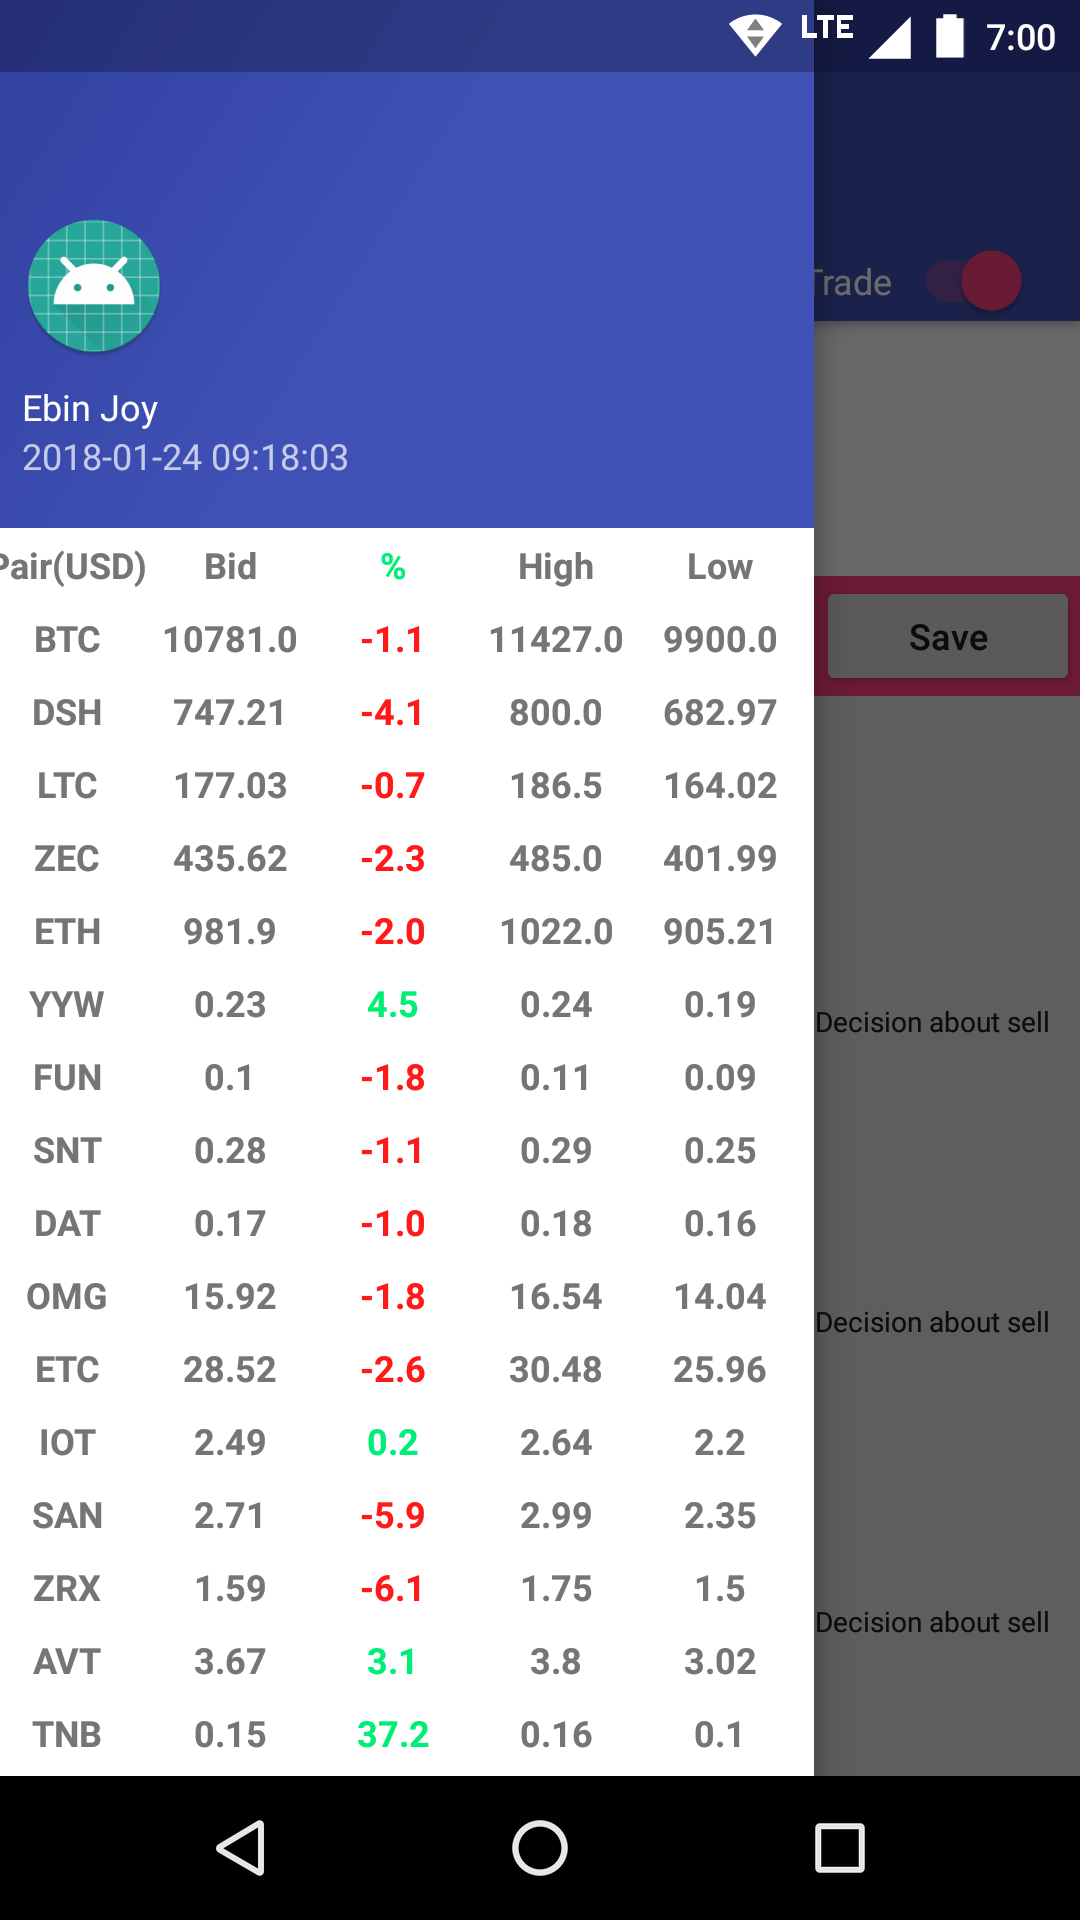 LTE 7:00
Trade
Ebin Joy
2018-01-24 09:18:03
Pair(USD) Bid % High Low
BTC 10781.0 -1.1 11427.0 9900.0
Save
DSH 747.21 -4.1 800.0 682.97
LTC 177.03 -0.7 186.5 164.02
ZEC 435.62 -2.3 485.0 401.99
ETH 981.9 -2.0 1022.0 905.21
YYW 0.23 4.5 0.24 0.19
Decision about sell
FUN 0.1 -1.8 0.11 0.09
SNT 0.28 -1.1 0.29 0.25
DAT 0.17 -1.0 0.18 0.16
OMG 15.92 -1.8 16.54 14.04
Decision about sell
ETC 28.52 -2.6 30.48 25.96
IOT 2.49 0.2 2.64 2.2
SAN 2.71 -5.9 2.99 2.35
ZRX 1.59 -6.1 1.75 1.5
Decision about sell
AVT 3.67 3.1 3.8 3.02
TNB 0.15 37.2 0.16 0.1